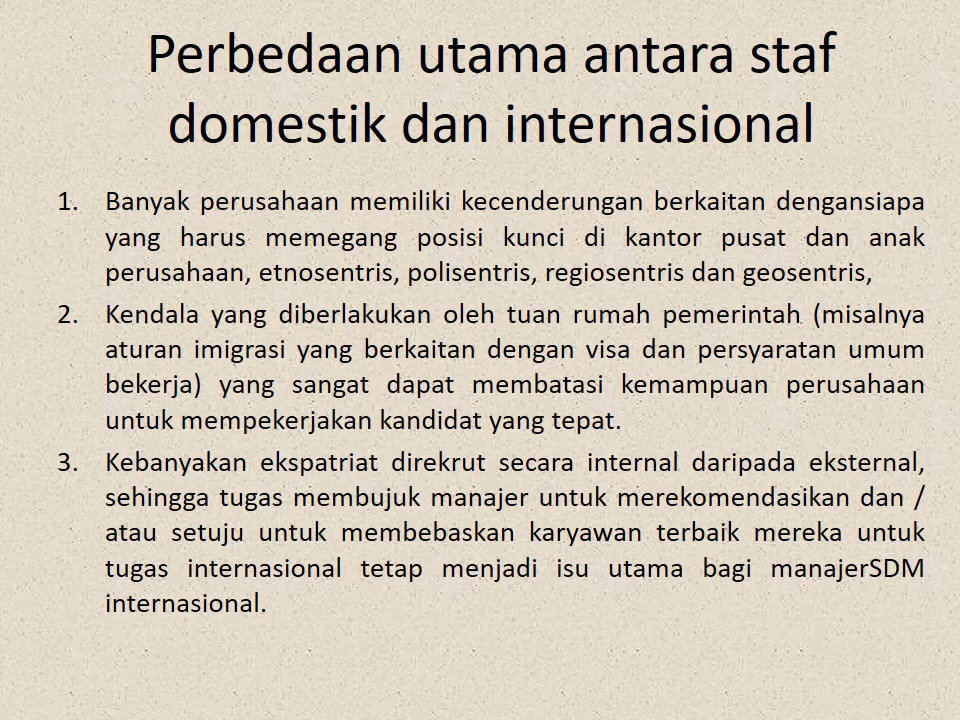 Perbedaan utama antara staf
domestik dan internasional
1. Banyak perusahaan memiliki kecenderungan berkaitan dengansiapa
yang harus memegang posisi kunci di kantor pusat dan anak
perusahaan, etnosentris, polisentris, regiosentris dan geosentris,
2. Kendala yang diberlakukan oleh tuan rumah pemerintah (misalnya
aturan imigrasi yang berkaitan dengan visa dan persyaratan umum
bekerja) yang sangat dapat membatasi kemampuan perusahaan
untuk mempekerjakan kandidat yang tepat.
3. Kebanyakan ekspatriat direkrut secara internal daripada eksternal,
sehingga tugas membujuk manajer untuk merekomendasikan dan /
atau setuju untuk membebaskan karyawan terbaik mereka untuk
tugas internasional tetap menjadi isu utama bagi manajerSDM
internasional.